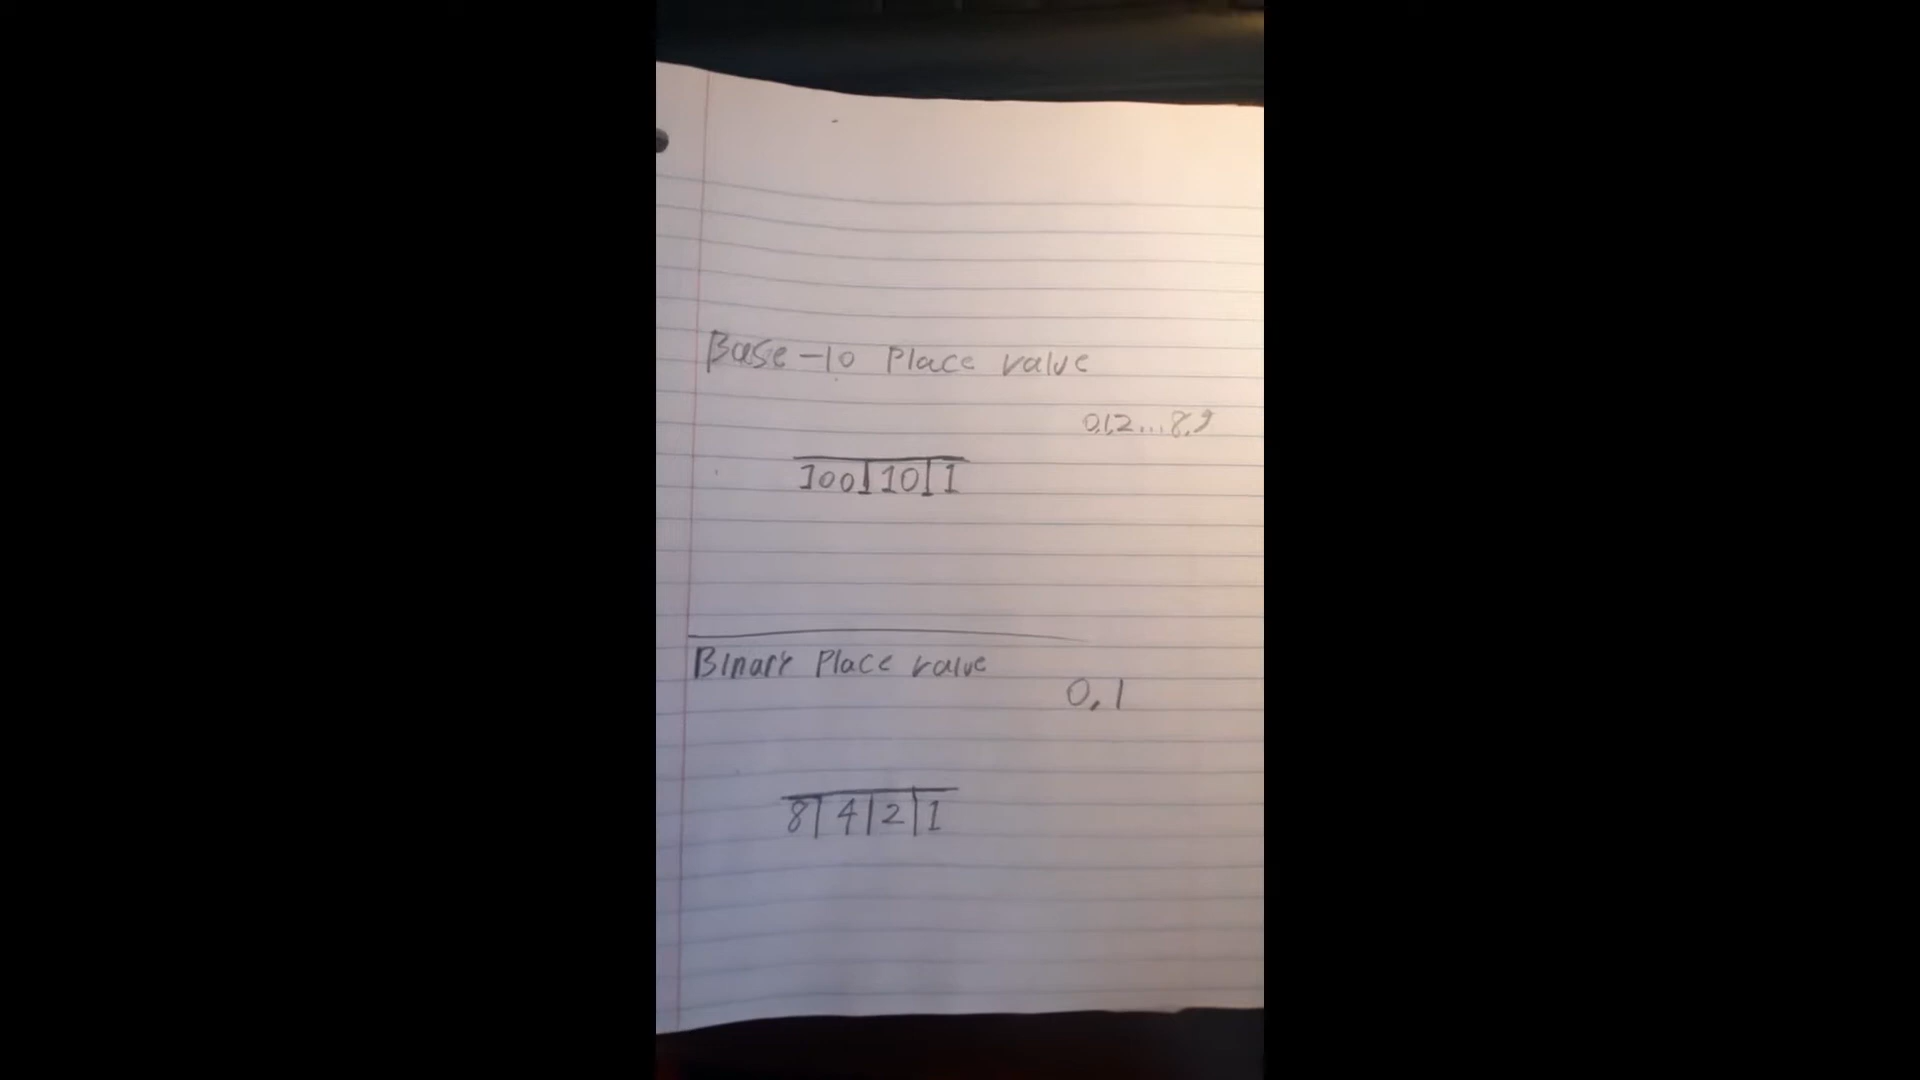 Base-10 Place value
0,1,2...8,9
100|10|1
Binary Place value
0,1
8|4|2|1